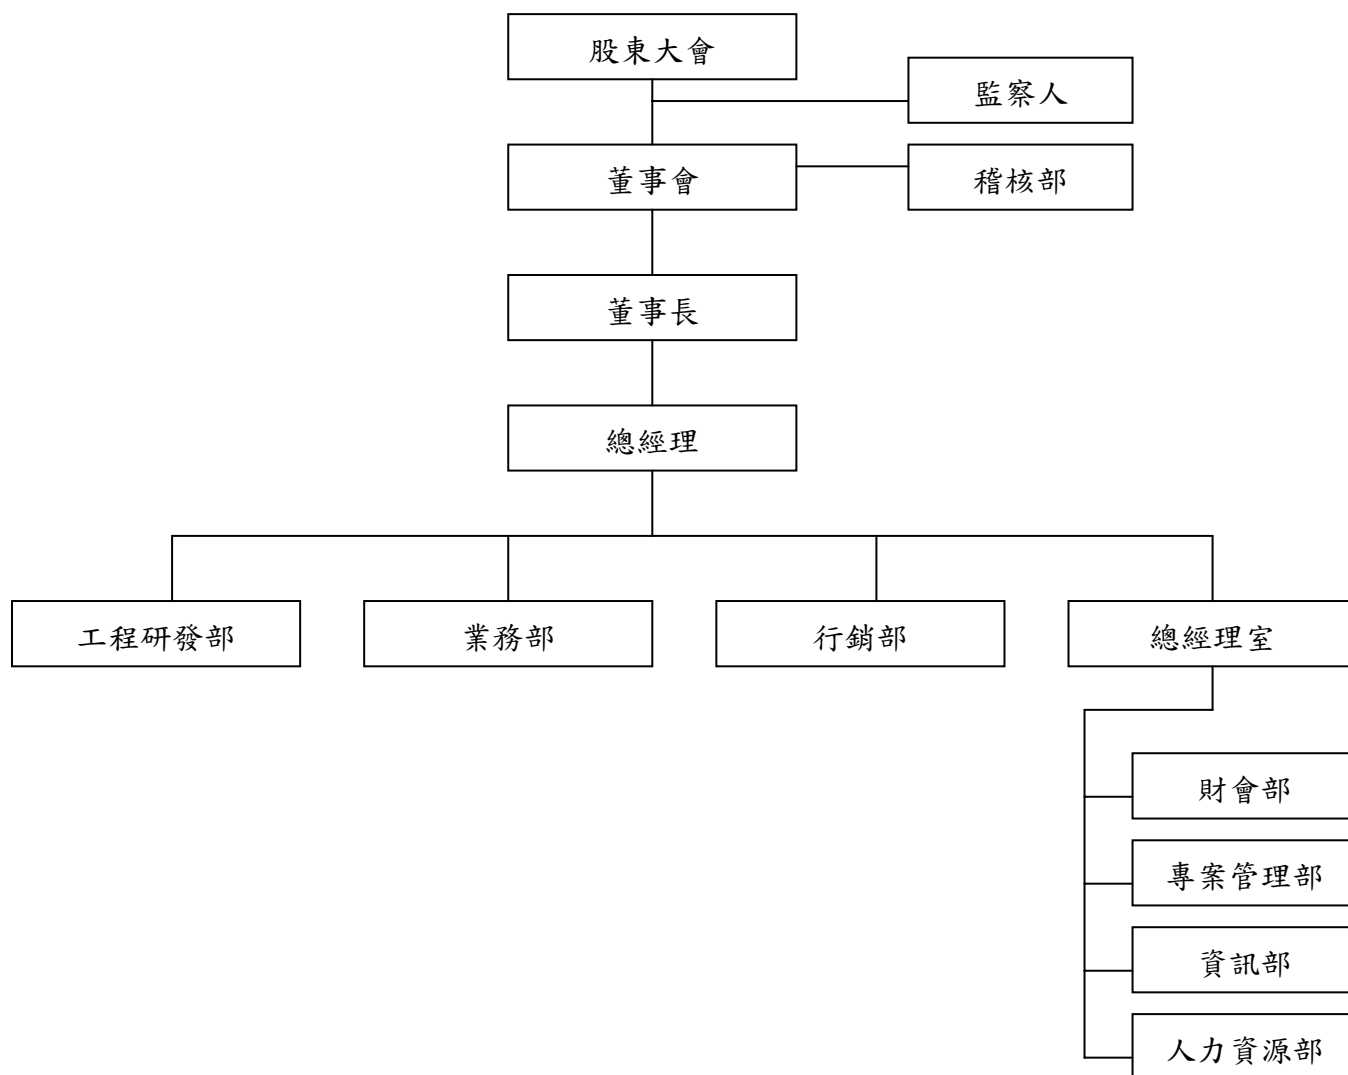 股東大會
監察人
董事會
稽核部
董事長
總經理
工程研發部
業務部
行銷部
總經理室
財會部
專案管理部
資訊部
人力資源部